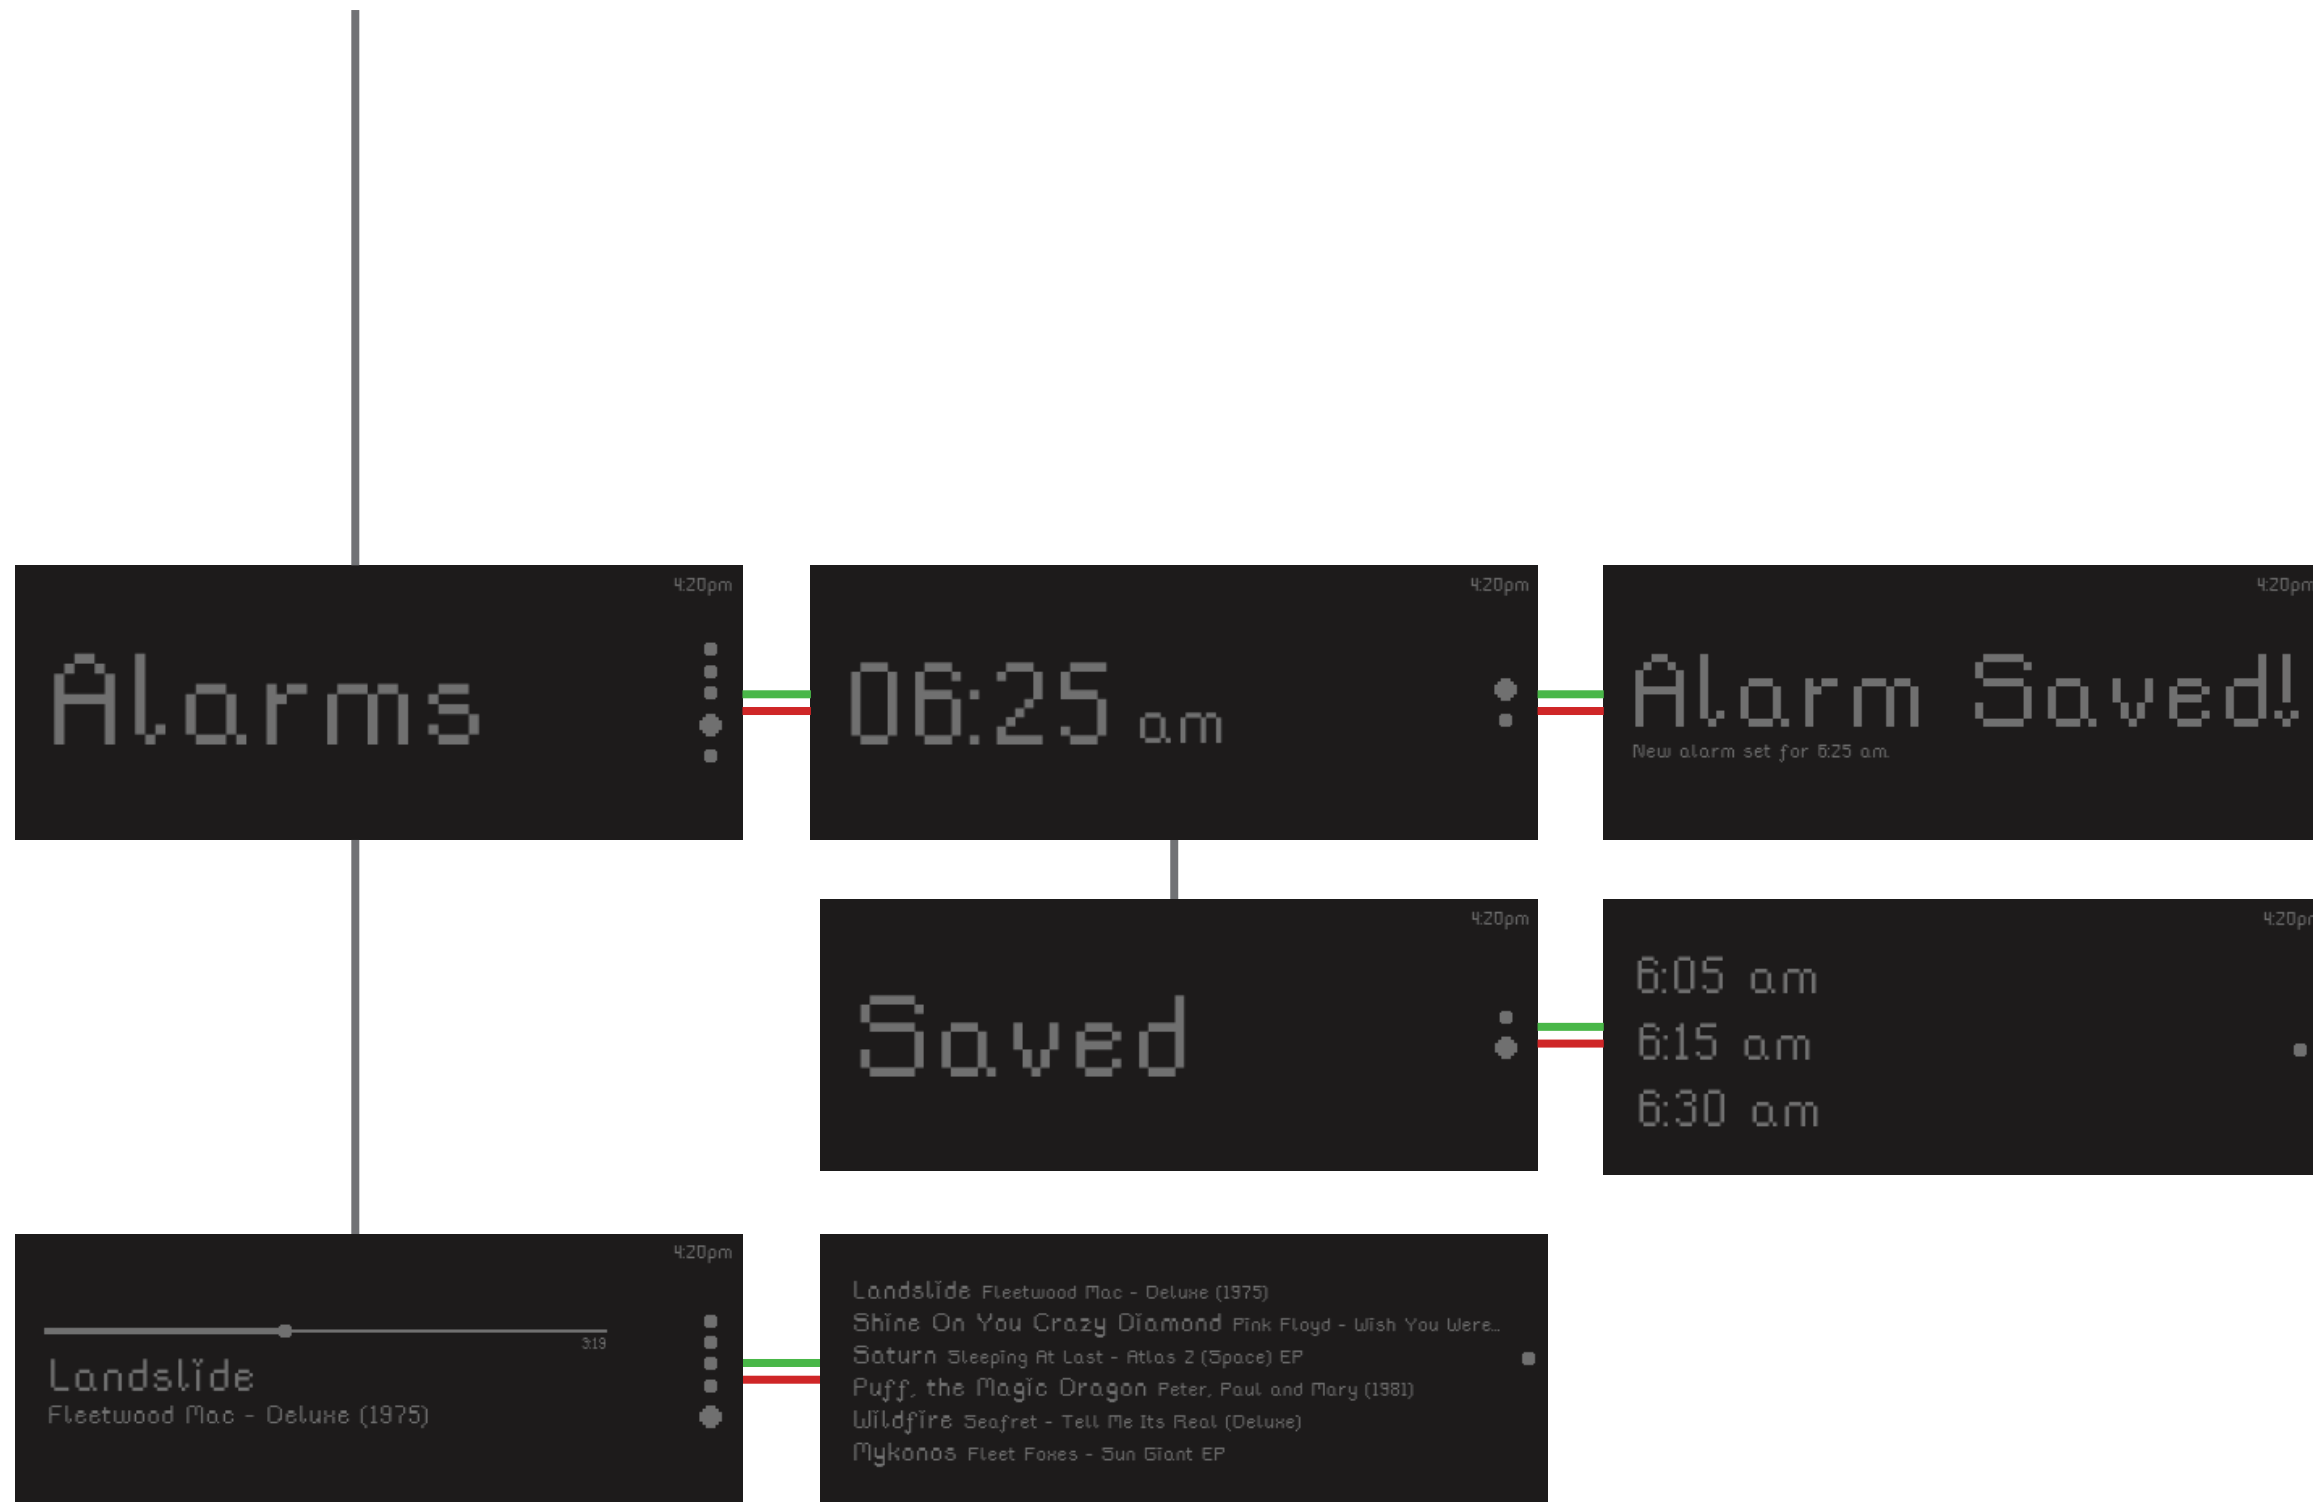 4:20pm
Alarms
4:20pm
06:25 am
4:20pm
Alarm Saved!
New alarm set for 6:25 am.
4:20pm
Saved
4:20pm
6:05 am
6:15 am
6:30 am
4:20pm
3:19
Landslide
Fleetwood Mac - Deluxe (1975)
Landslide Fleetwood Mac - Deluxe (1975)
Shine On You Crazy Diamond Pink Floyd - Wish You Were...
Saturn Sleeping At Last - Atlas 2 (Space) EP
Puff, the Magic Dragon Peter, Paul and Mary (1981)
Wildfire Seafret - Tell Me Its Real (Deluxe)
Mykonos Fleet Foxes - Sun Giant EP